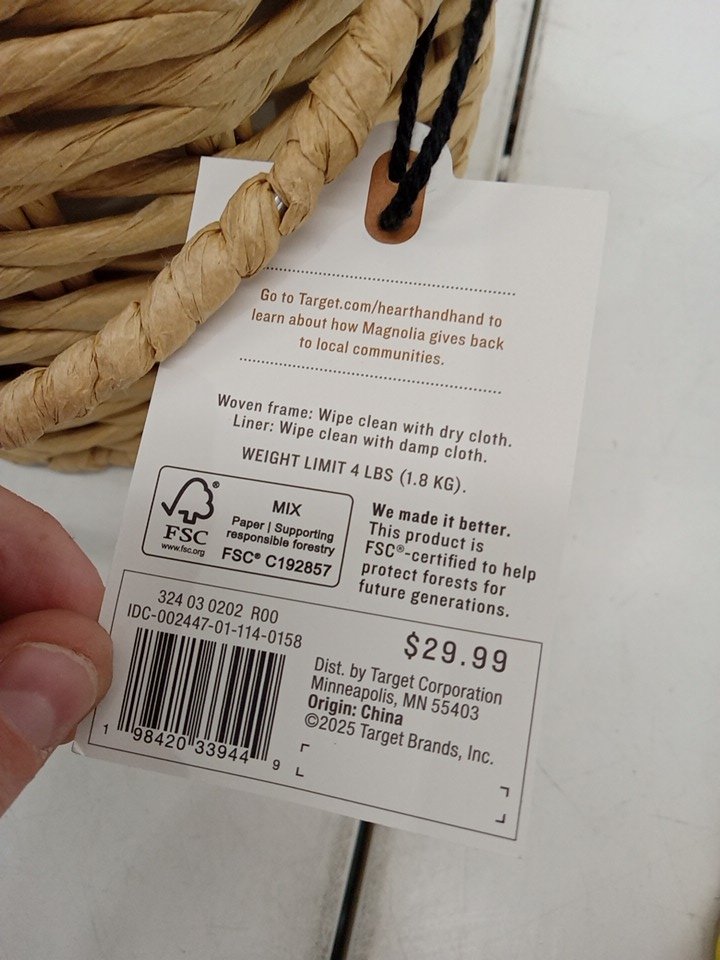 Go to Target.com/hearthandhand to
learn about how Magnolia gives back
to local communities.
Woven frame: Wipe clean with dry cloth.
Liner: Wipe clean with damp cloth.
WEIGHT LIMIT 4 LBS (1.8 KG).
FSC®
www.fsc.org
MIX
Paper | Supporting
responsible forestry
FSC® C192857
We made it better.
This product is
FSC®-certified to help
protect forests for
future generations.
324 03 0202 R00
IDC-002447-01-114-0158
1 98420 33944 9
$29.99
Dist. by Target Corporation
Minneapolis, MN 55403
Origin: China
©2025 Target Brands, Inc.